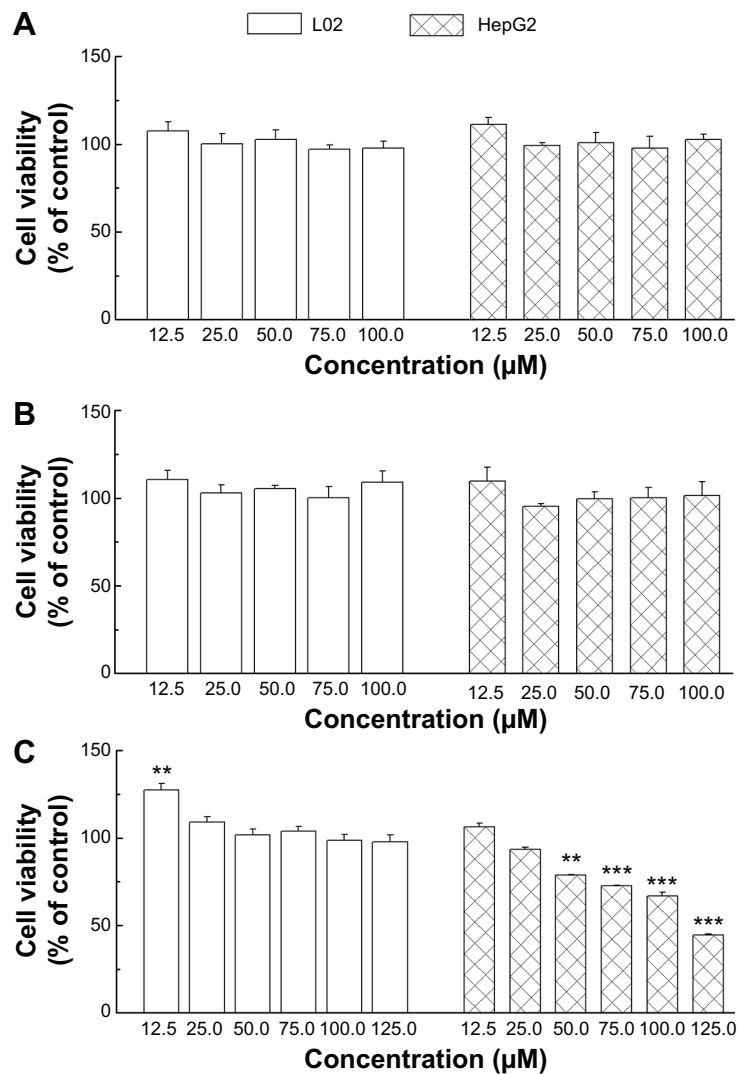 A
L02 HepG2
150
100
50
0
Cell viability
(% of control)
12.5 25.0 50.0 75.0 100.0 12.5 25.0 50.0 75.0 100.0
Concentration (µM)
B
150
100
50
0
Cell viability
(% of control)
12.5 25.0 50.0 75.0 100.0 12.5 25.0 50.0 75.0 100.0
Concentration (µM)
C
150
100
50
0
Cell viability
(% of control)
**
** *** *** ***
12.5 25.0 50.0 75.0 100.0 125.0 12.5 25.0 50.0 75.0 100.0 125.0
Concentration (µM)